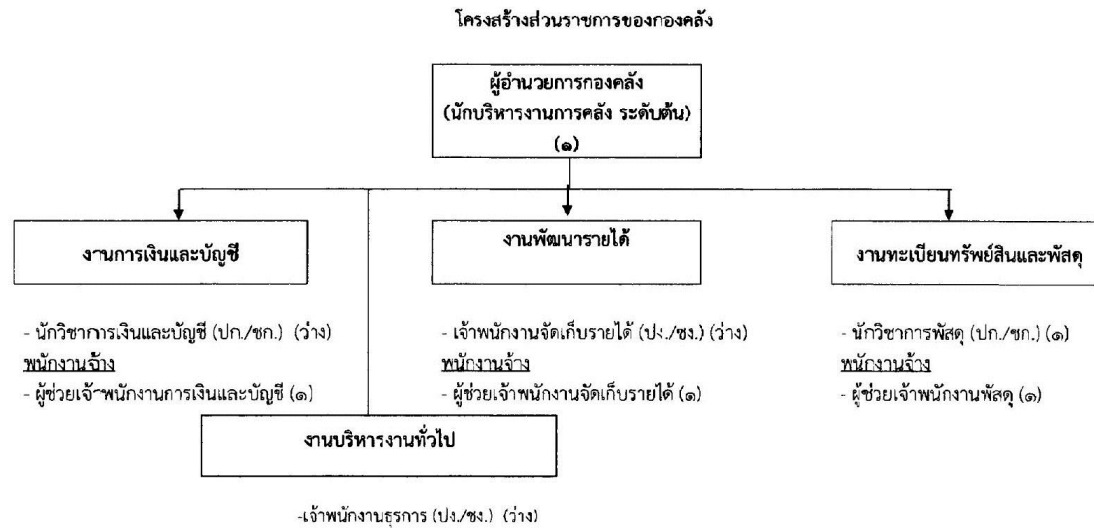 โครงสร้างส่วนราชการของกองคลัง
ผู้อำนวยการกองคลัง
(นักบริหารงานการคลัง ระดับต้น)
(๑)
งานการเงินและบัญชี
- นักวิชาการเงินและบัญชี (ปก./ชก.) (ว่าง)
พนักงานจ้าง
- ผู้ช่วยเจ้าพนักงานการเงินและบัญชี (๑)
งานพัฒนารายได้
- เจ้าพนักงานจัดเก็บรายได้ (ปง./ชง.) (ว่าง)
พนักงานจ้าง
- ผู้ช่วยเจ้าพนักงานจัดเก็บรายได้ (๑)
งานทะเบียนทรัพย์สินและพัสดุ
- นักวิชาการพัสดุ (ปก./ชก.) (๑)
พนักงานจ้าง
- ผู้ช่วยเจ้าพนักงานพัสดุ (๑)
งานบริหารงานทั่วไป
-เจ้าพนักงานธุรการ (ปง./ชง.) (ว่าง)